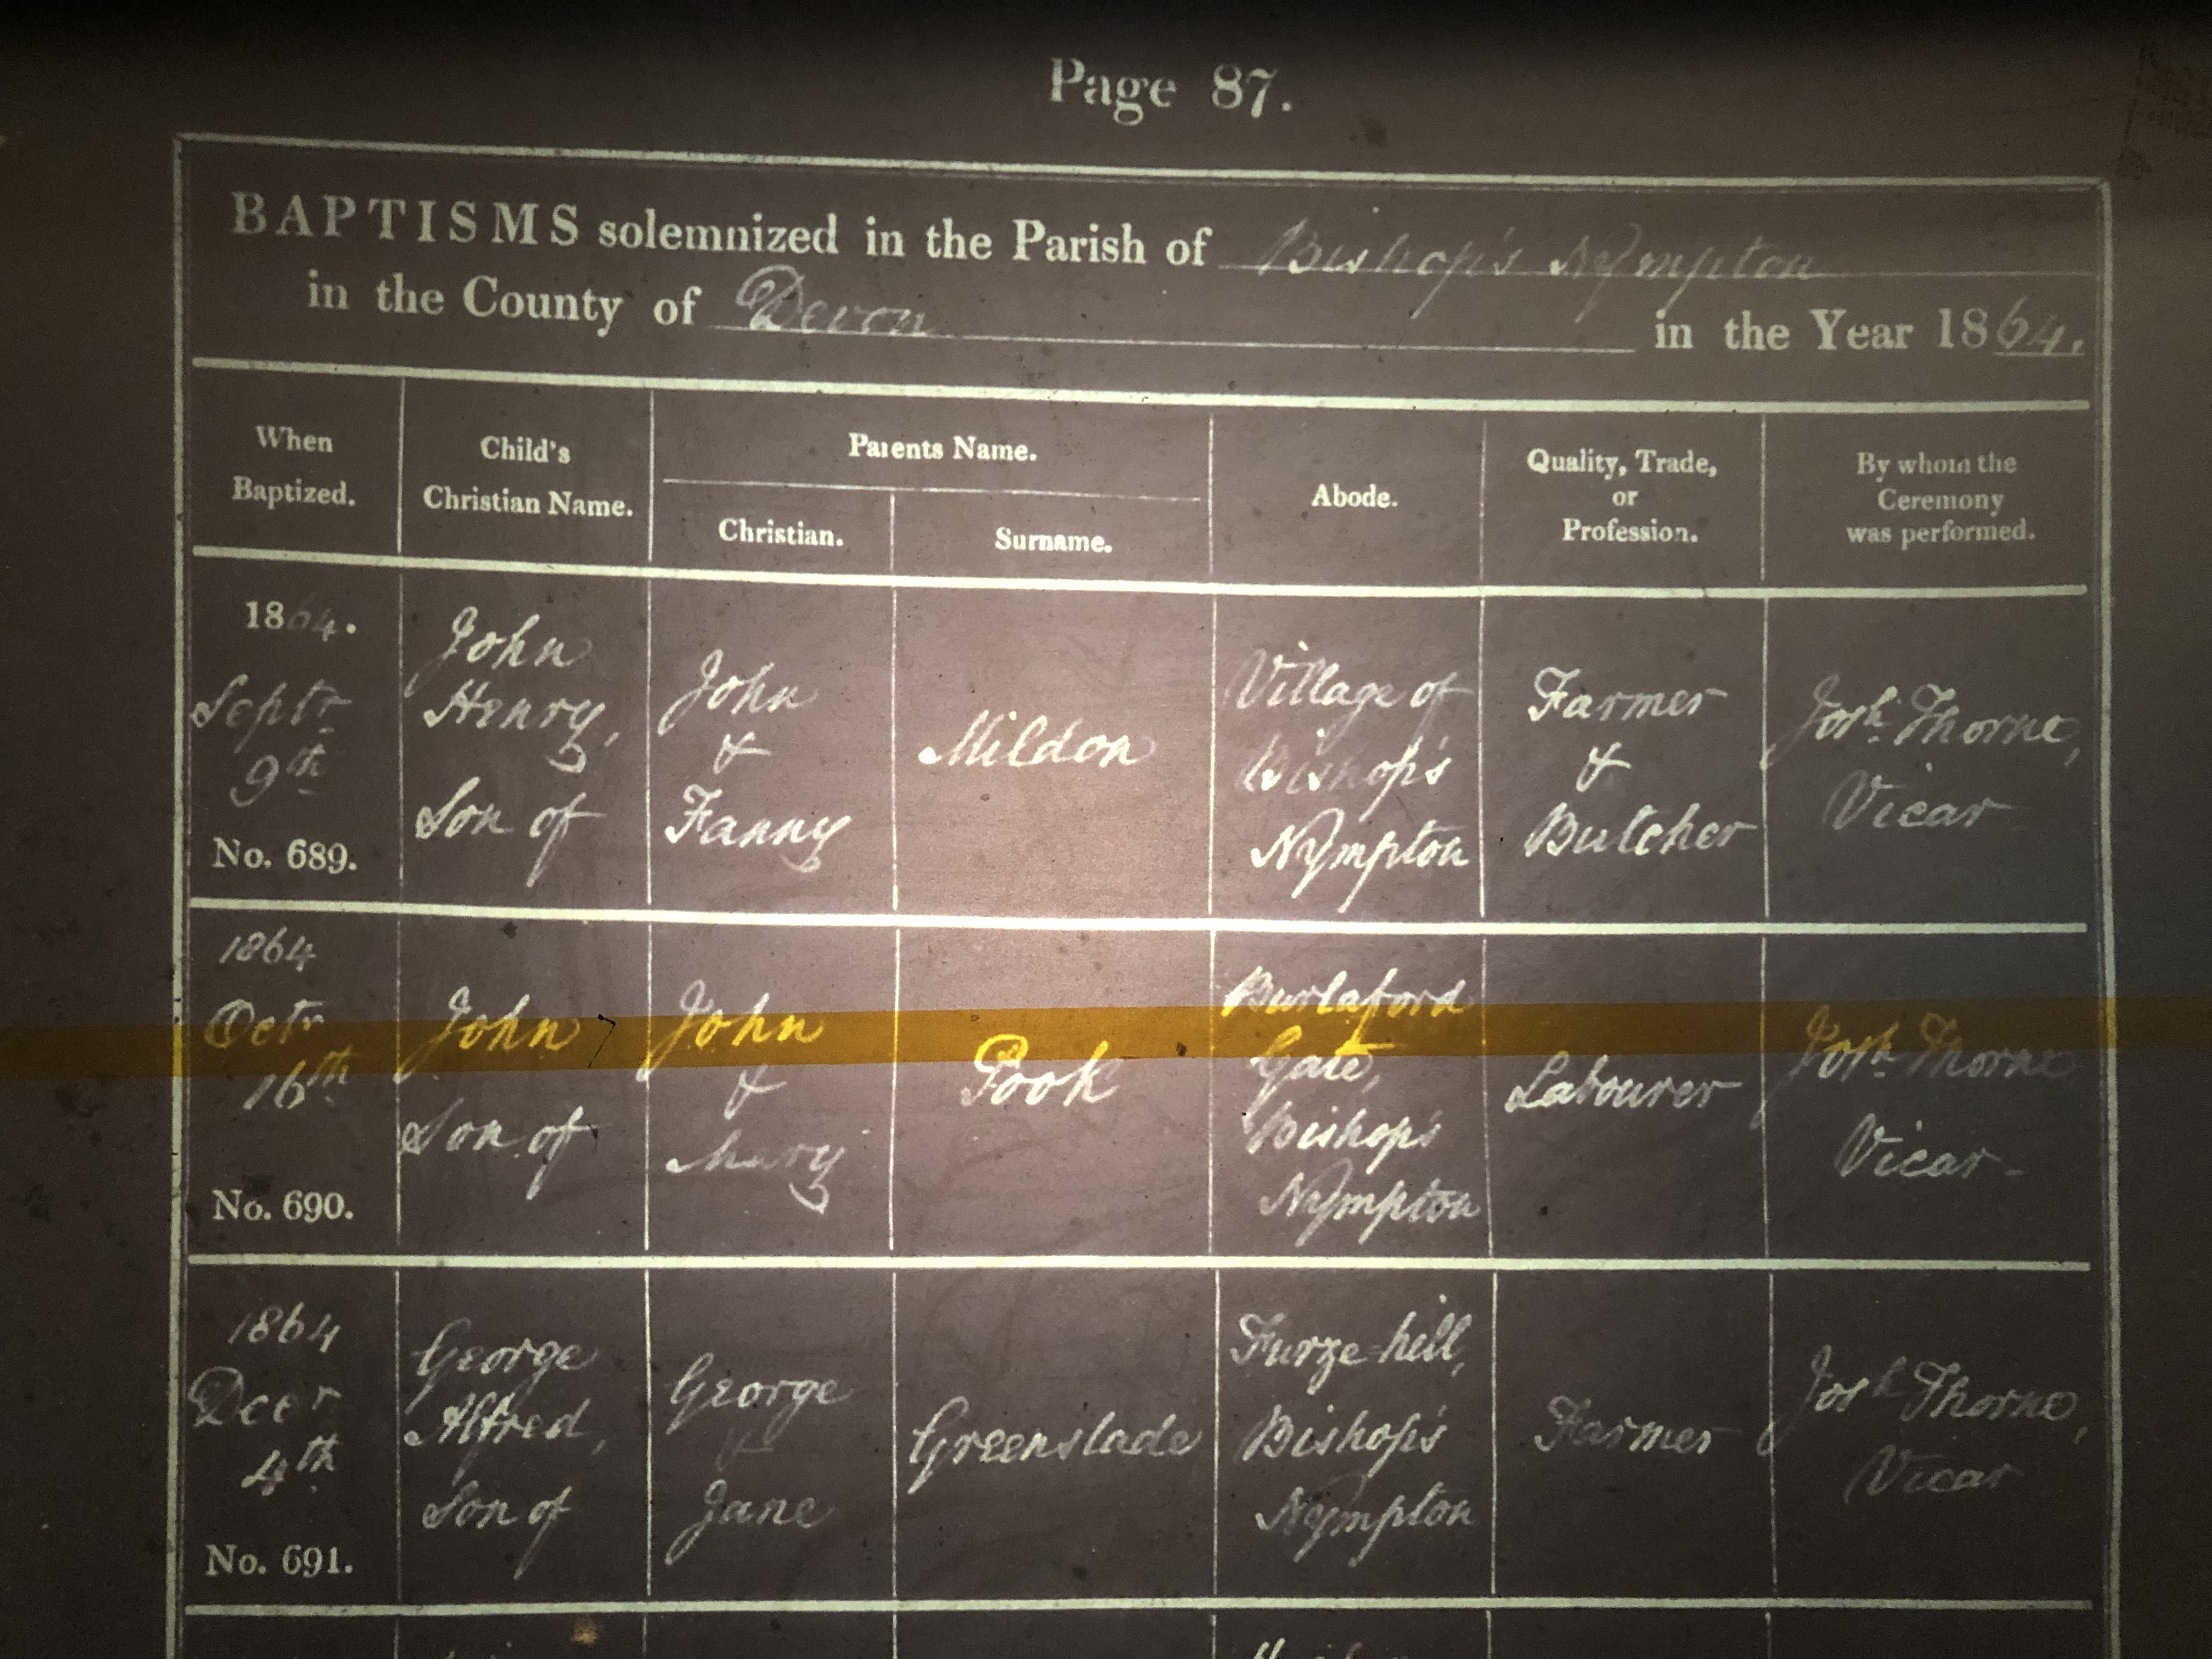 Page 87.
BAPTISMS solemnized in the Parish of Bishop's Nympton
in the County of Devon in the Year 1864.
When Baptized.
Child's Christian Name.
Parents Name.
Christian.
Surname.
Abode.
Quality, Trade, or Profession.
By whom the Ceremony was performed.
1864.
Septr
9th
No. 689.
John
Henry,
Son of
John
&
Fanny
Mildon
Village of
Bishop's
Nympton
Farmer
&
Butcher
Josh. Thorne,
Vicar
1864
Octr
16th
No. 690.
John,
Son of
John
&
Mary
Pook
Burlaford
Gate,
Bishop's
Nympton
Labourer
Josh. Thorne
Vicar-
1864
Decr
4th
No. 691.
George
Alfred,
Son of
George
&
Jane
Greenslade
Furze-hill,
Bishop's
Nympton
Farmer
Josh Thorne,
Vicar